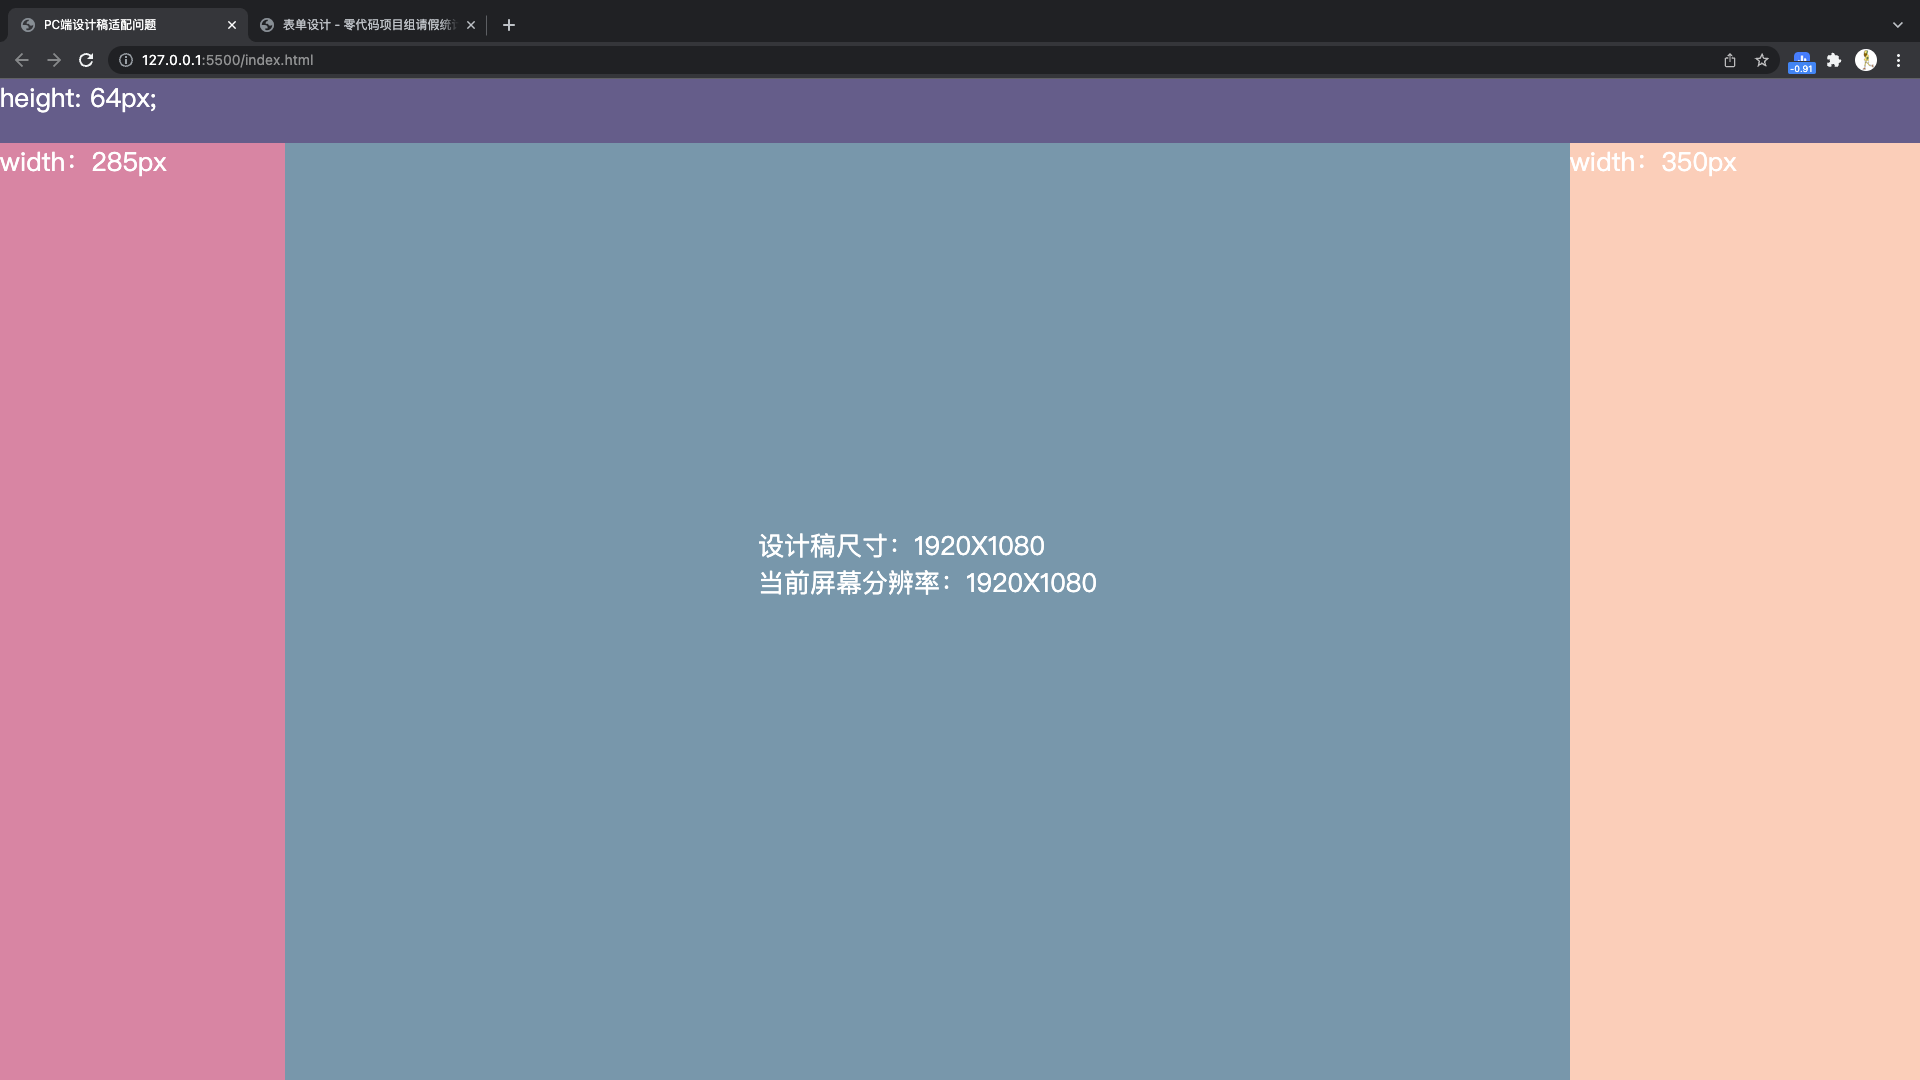 PC端设计稿适配问题
表单设计 - 零代码项目组请假统
127.0.0.1:5500/index.html
-0.91
height: 64px;
width：285px
width：350px
设计稿尺寸：1920X1080
当前屏幕分辨率：1920X1080